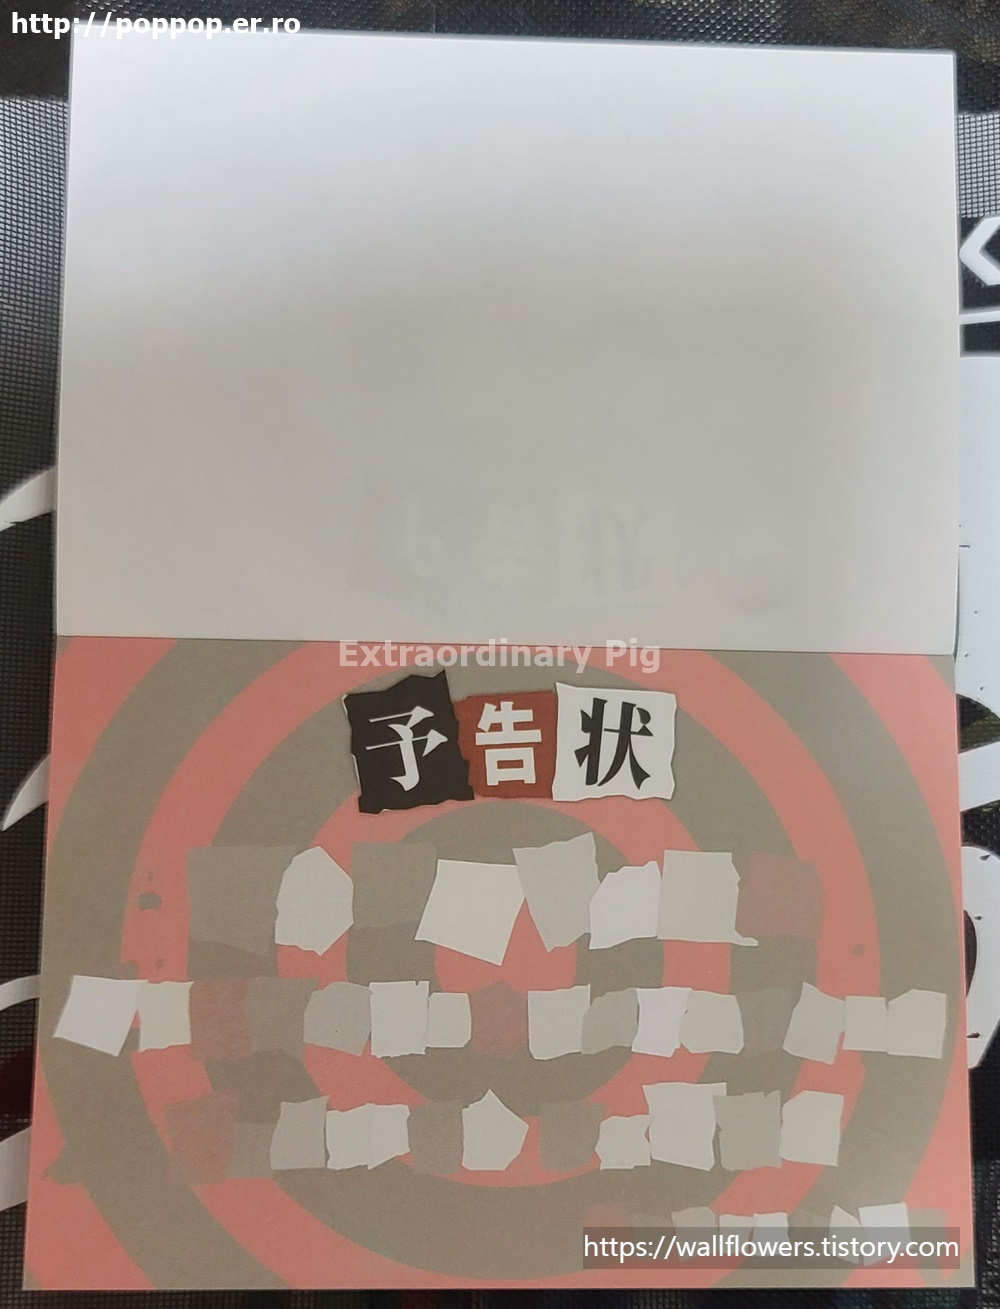 http://poppop.er.ro
Extraordinary Pig
予告状
https://wallflowers.tistory.com